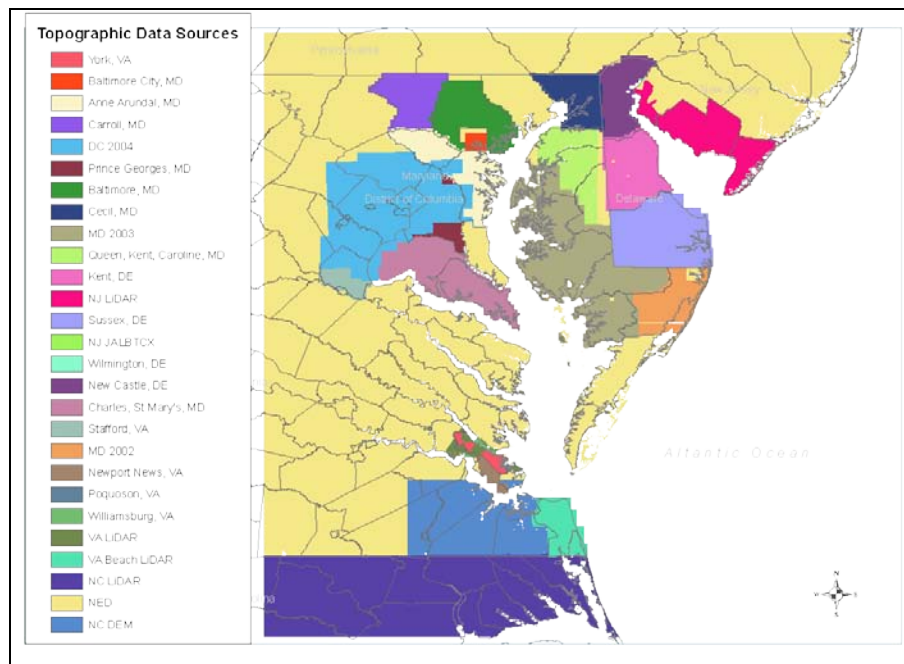 Topographic Data Sources
York, VA
Baltimore City, MD
Anne Arundal, MD
Carroll, MD
DC 2004
Prince Georges, MD
Baltimore, MD
Cecil, MD
MD 2003
Queen, Kent, Caroline, MD
Kent, DE
NJ LiDAR
Sussex, DE
NJ JALBTCX
Wilmington, DE
New Castle, DE
Charles, St Mary's, MD
Stafford, VA
MD 2002
Newport News, VA
Poquoson, VA
Williamsburg, VA
VA LiDAR
VA Beach LiDAR
NC LiDAR
NED
NC DEM
Pennsylvania
New Jersey
Maryland
District of Columbia
Delaware
Altantic Ocean
N